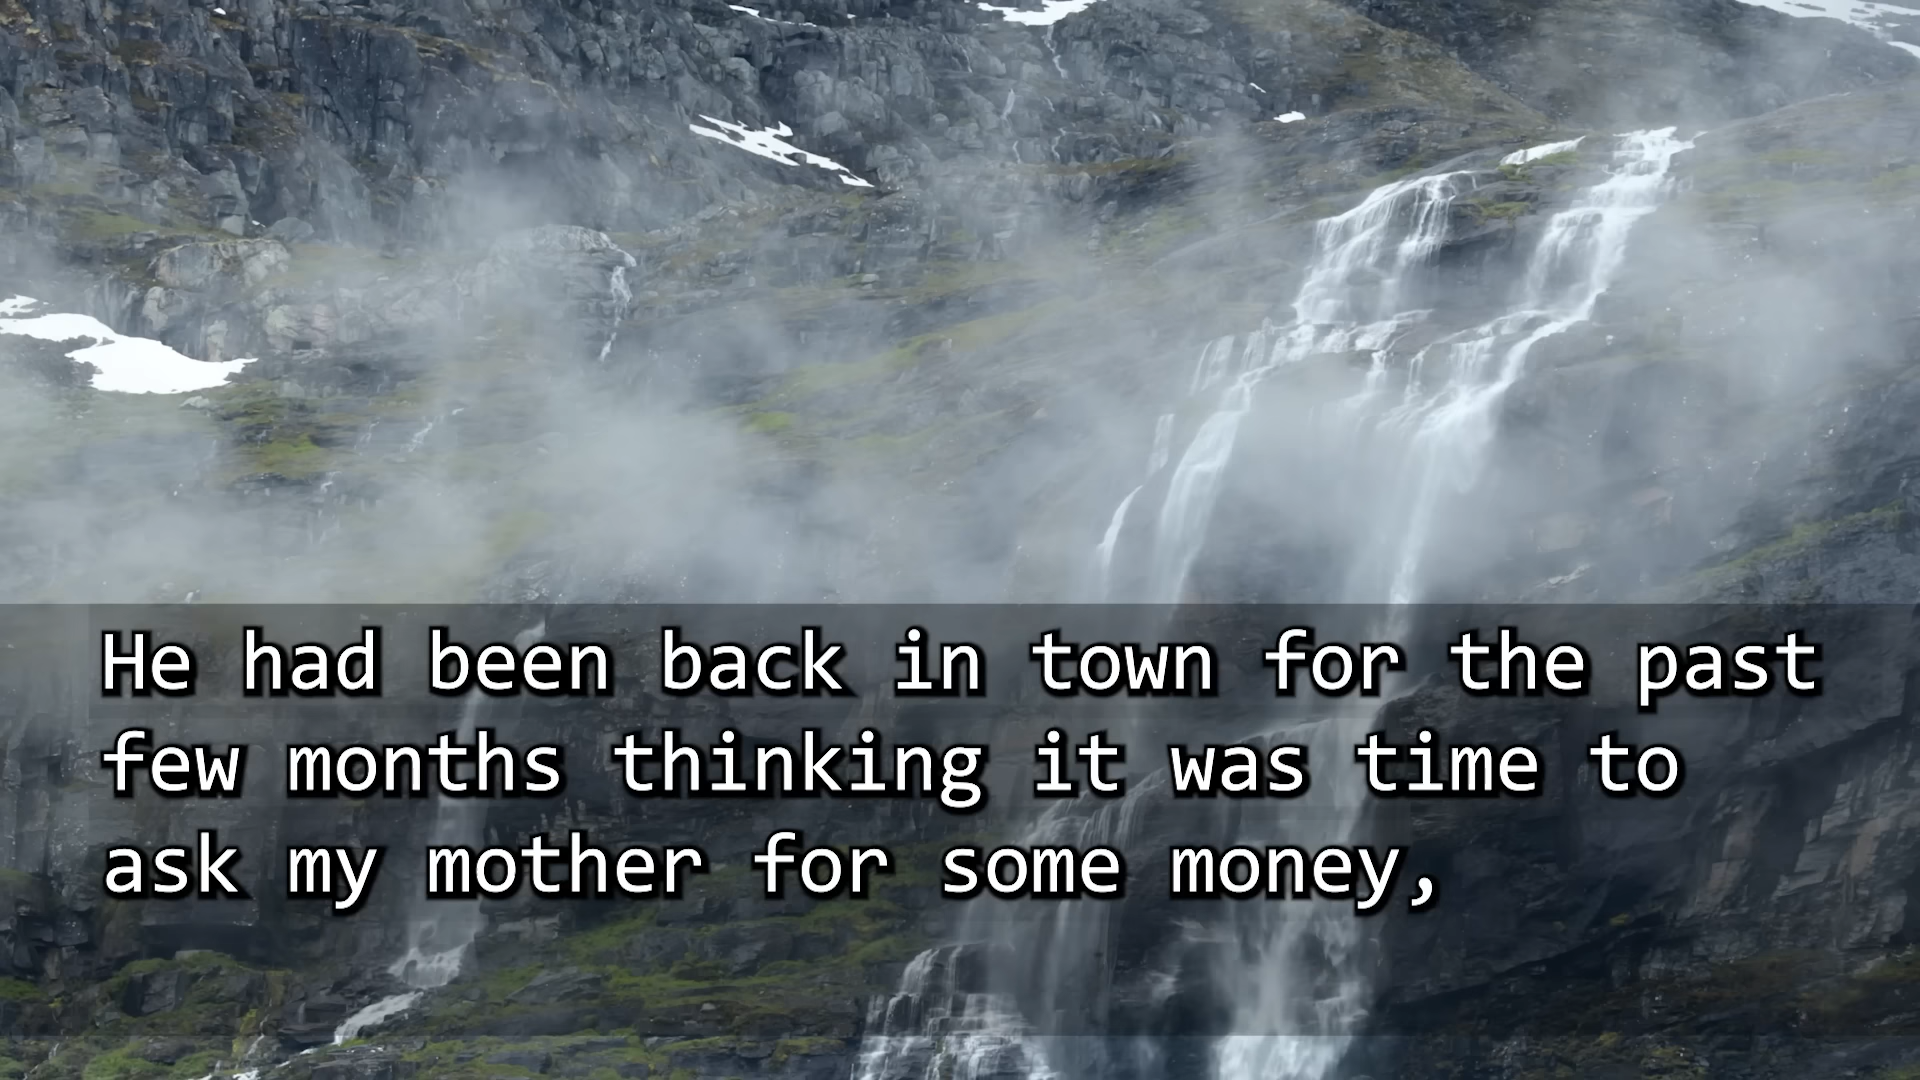 He had been back in town for the past
few months thinking it was time to
ask my mother for some money,